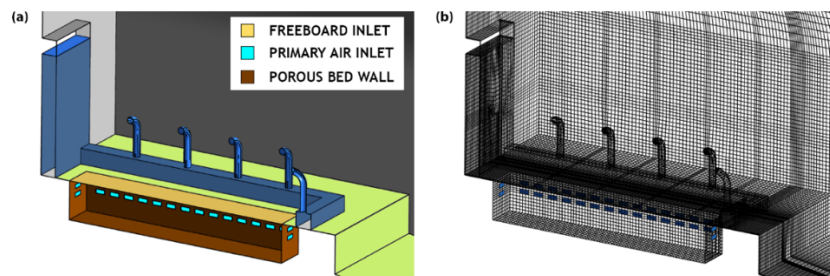 (a)
FREEBOARD INLET
PRIMARY AIR INLET
POROUS BED WALL
(b)